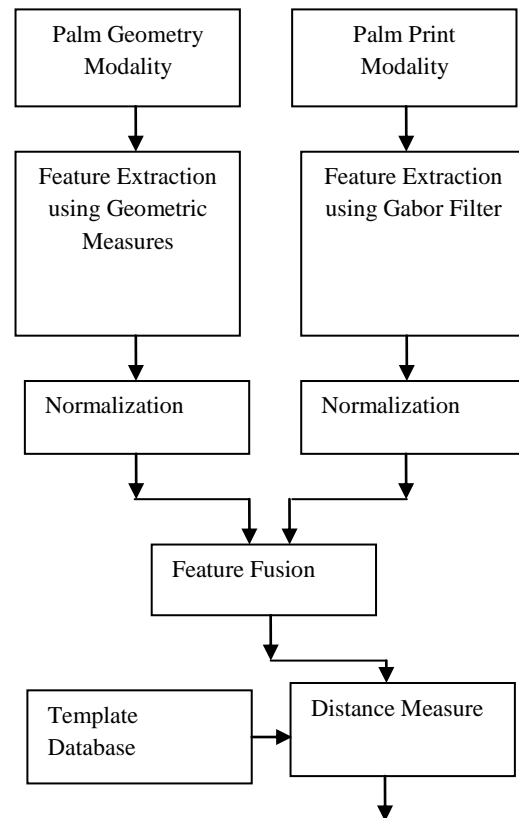 Palm Geometry
Modality
Palm Print
Modality
Feature Extraction
using Geometric
Measures
Feature Extraction
using Gabor Filter
Normalization
Normalization
Feature Fusion
Template
Database
Distance Measure